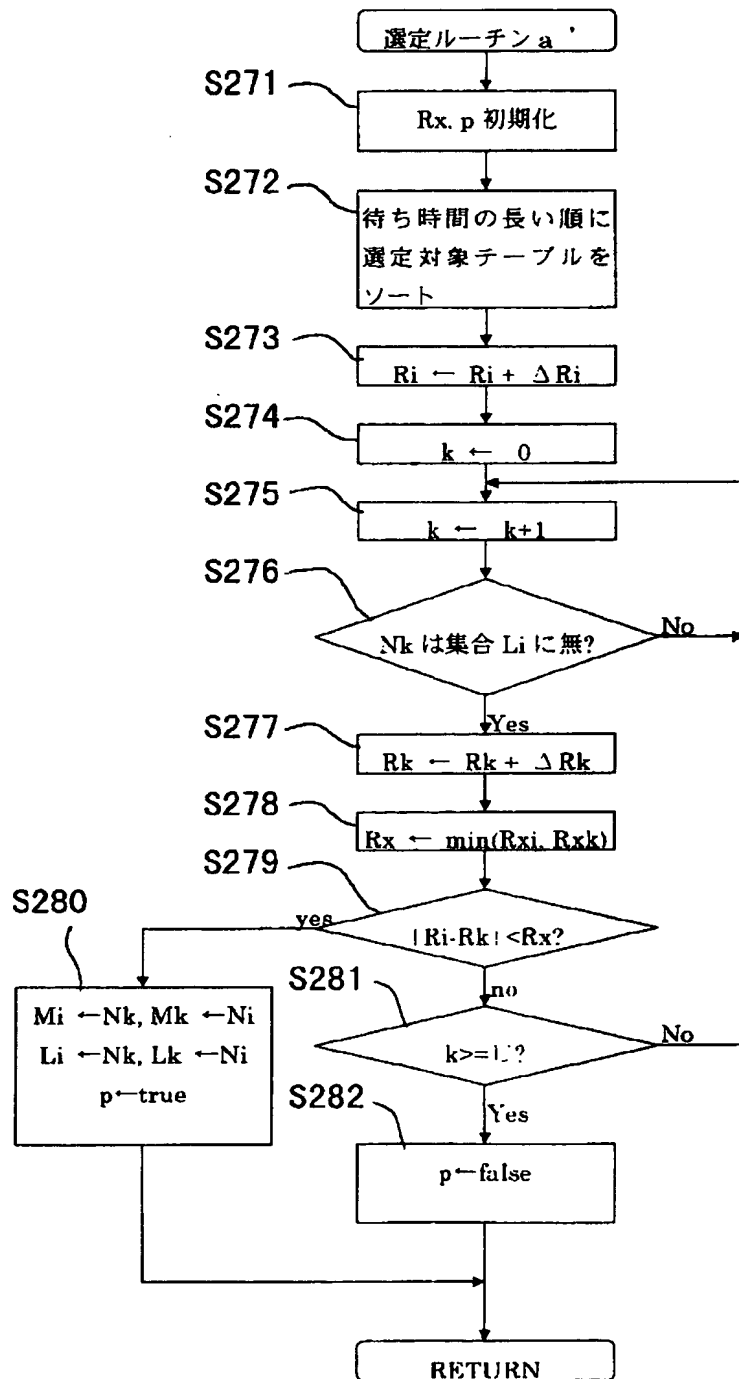 選定ルーチン a '
S271
Rx, p 初期化
S272
待ち時間の長い順に
選定対象テーブルを
ソート
S273
Ri ← Ri + Δ Ri
S274
k ← 0
S275
k ← k+1
S276
Nk は集合 Li に無?
No
Yes
S277
Rk ← Rk + Δ Rk
S278
Rx ← min(Rxi, Rxk)
S279
|Ri-Rk|<Rx?
yes
no
S280
Mi ←Nk, Mk ←Ni
Li ←Nk, Lk ←Ni
p←true
S281
k>=
No
Yes
S282
p←false
RETURN